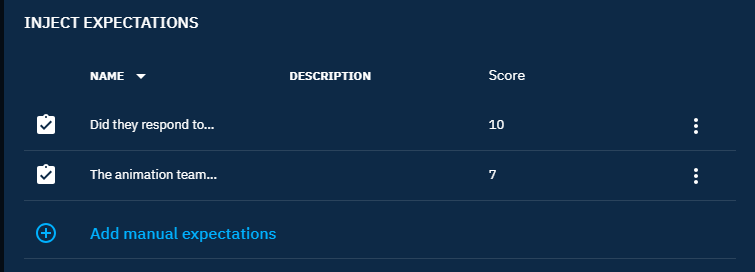 INJECT EXPECTATIONS
NAME DESCRIPTION Score
Did they respond to... 10
The animation team... 7
Add manual expectations